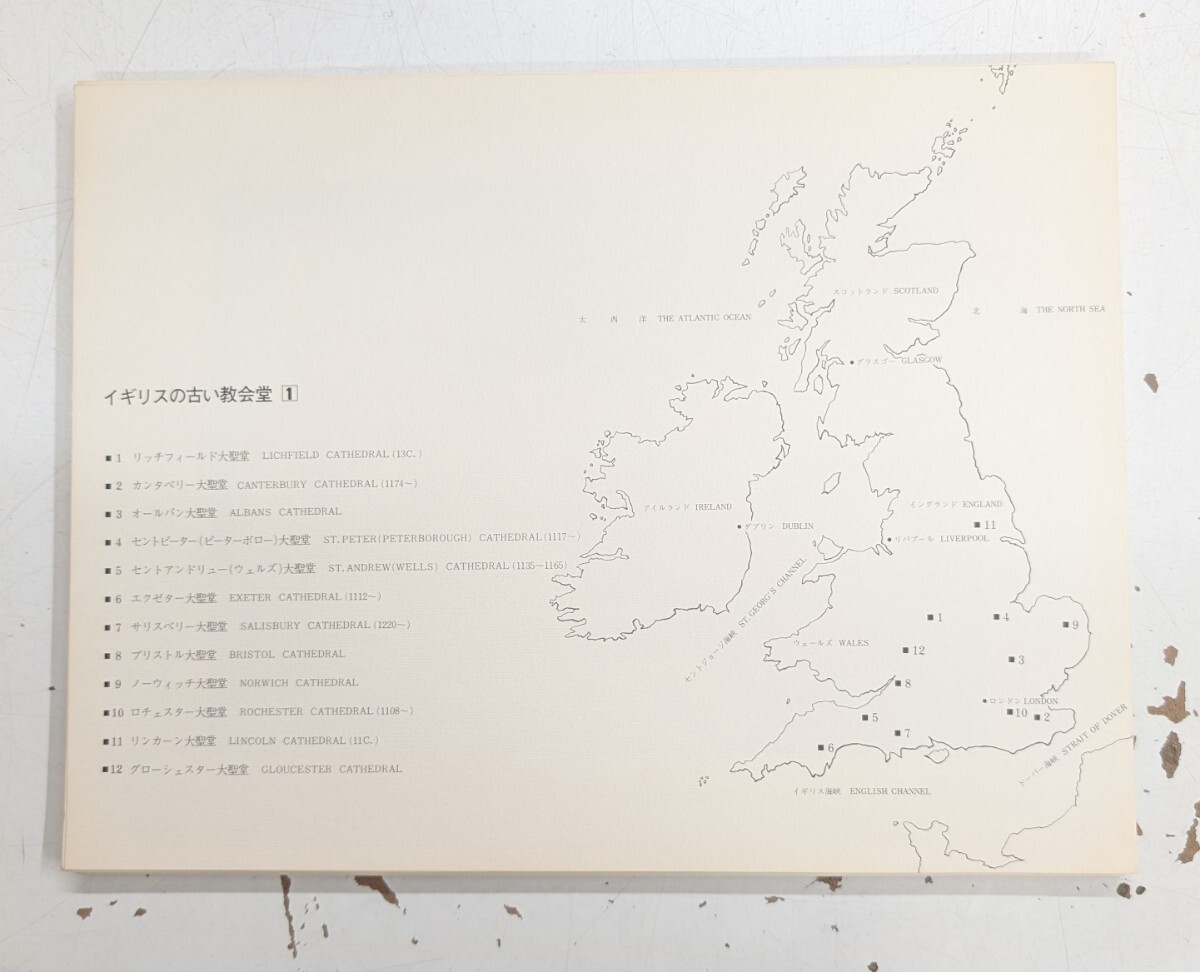 イギリスの古い教会堂 1
■1 リッチフィールド大聖堂 LICHFIELD CATHEDRAL(13C.)
■2 カンタベリー大聖堂 CANTERBURY CATHEDRAL(1174~)
■3 オールバン大聖堂 ALBANS CATHEDRAL
■4 セントピーター(ピーターボロー)大聖堂 ST.PETER(PETERBOROUGH) CATHEDRAL(1117~)
■5 セントアンドリュー(ウェルズ)大聖堂 ST.ANDREW(WELLS) CATHEDRAL(1135~1165)
■6 エクゼター大聖堂 EXETER CATHEDRAL(1112~)
■7 サリスベリー大聖堂 SALISBURY CATHEDRAL(1220~)
■8 ブリストル大聖堂 BRISTOL CATHEDRAL
■9 ノーウィッチ大聖堂 NORWICH CATHEDRAL
■10 ロチェスター大聖堂 ROCHESTER CATHEDRAL(1108~)
■11 リンカーン大聖堂 LINCOLN CATHEDRAL(11C.)
■12 グローシェスター大聖堂 GLOUCESTER CATHEDRAL
スコットランド SCOTLAND
太西洋 THE ATLANTIC OCEAN
北海 THE NORTH SEA
●グラスゴー GLASGOW
アイルランド IRELAND
イングランド ENGLAND
●ダブリン DUBLIN
■11
●リバプール LIVERPOOL
セントジョージ海峡 ST.GEORG'S CHANNEL
■1
■4
■9
ウェールズ WALES
■12
■3
■8
●ロンドン LONDON
■5
■10
■2
■7
■6
ドーバー海峡 STRAIT OF DOVER
イギリス海峡 ENGLISH CHANNEL